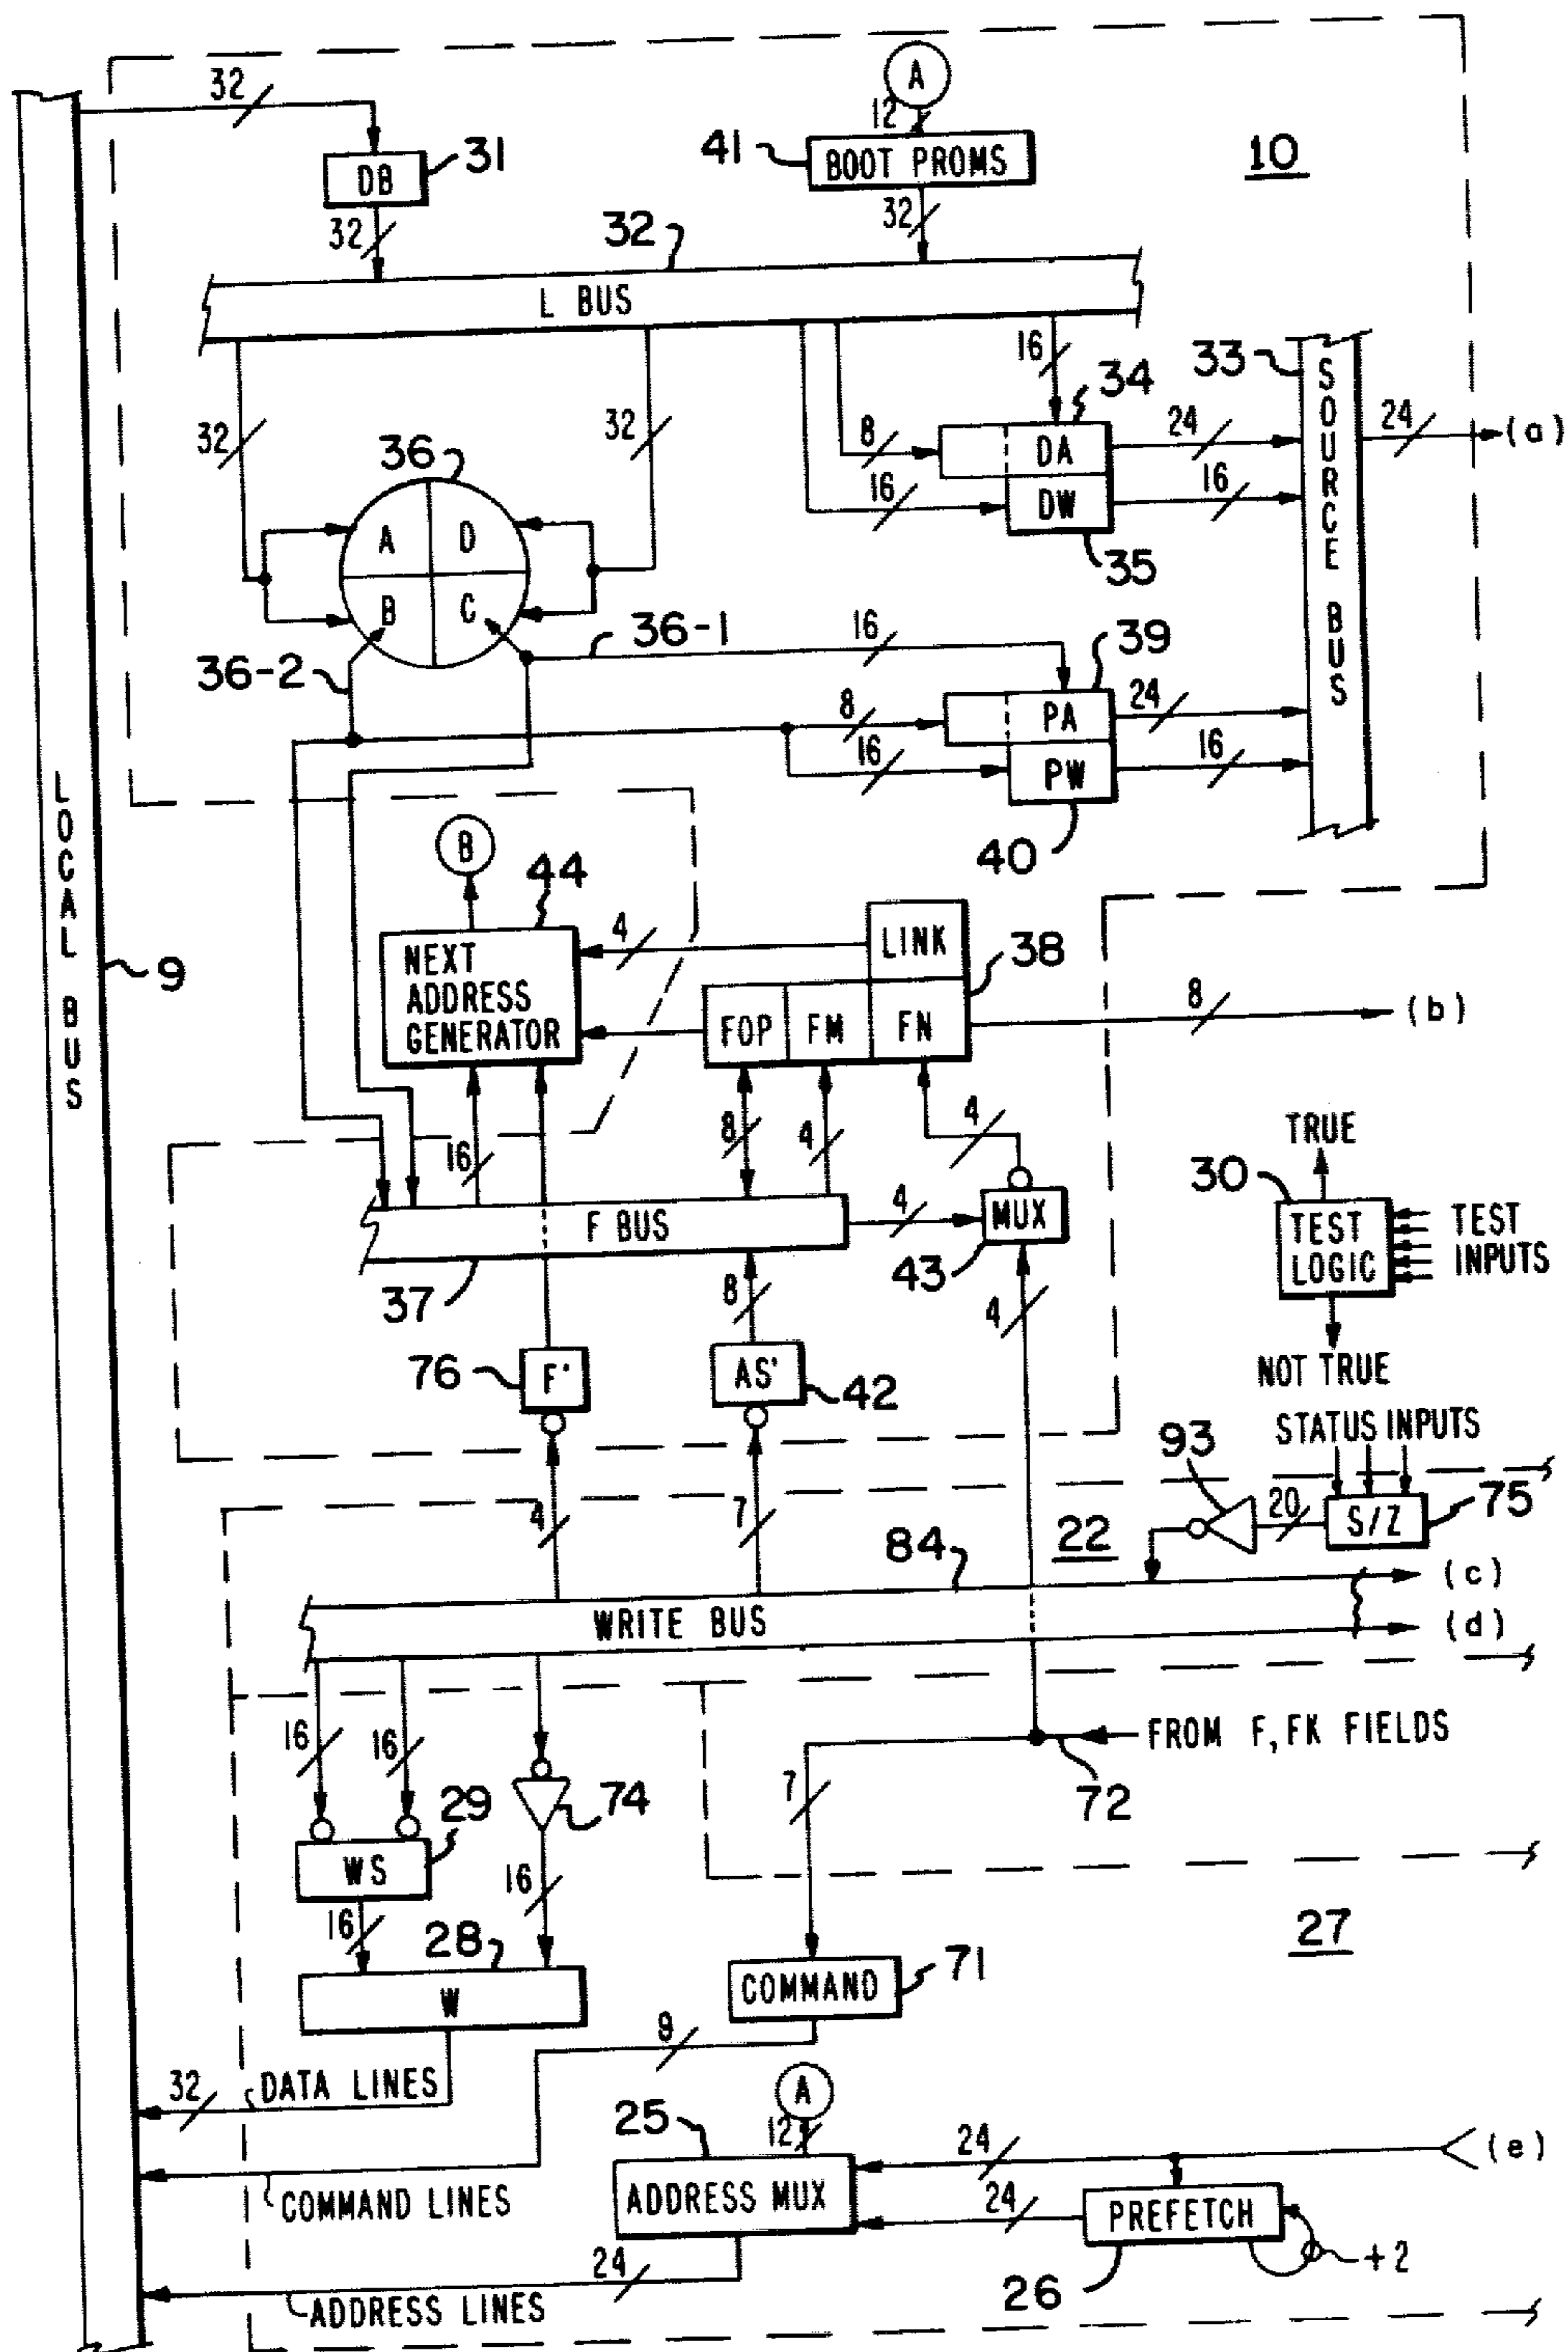 A
32
12
31
41
BOOT PROMS
10
DB
32
32
32
L BUS
16
33
34
SOURCE BUS
24
(a)
32
32
8
DA
24
36
16
DW
16
35
A
D
B
C
36-1
16
39
36-2
8
PA
24
16
PW
16
40
LOCAL BUS
9
B
44
4
LINK
38
NEXT
ADDRESS
GENERATOR
FOP
FM
FN
8
(b)
16
8
4
4
TRUE
30
F BUS
4
MUX
TEST
LOGIC
TEST
INPUTS
37
43
8
4
NOT TRUE
76
F'
AS'
42
STATUS INPUTS
93
4
7
22
20
S/Z
75
84
(c)
WRITE BUS
(d)
16
16
FROM F, FK FIELDS
7
72
29
74
WS
16
16
27
28
W
COMMAND
71
9
32
DATA LINES
A
25
12
24
(e)
COMMAND LINES
ADDRESS MUX
24
PREFETCH
24
+2
26
ADDRESS LINES